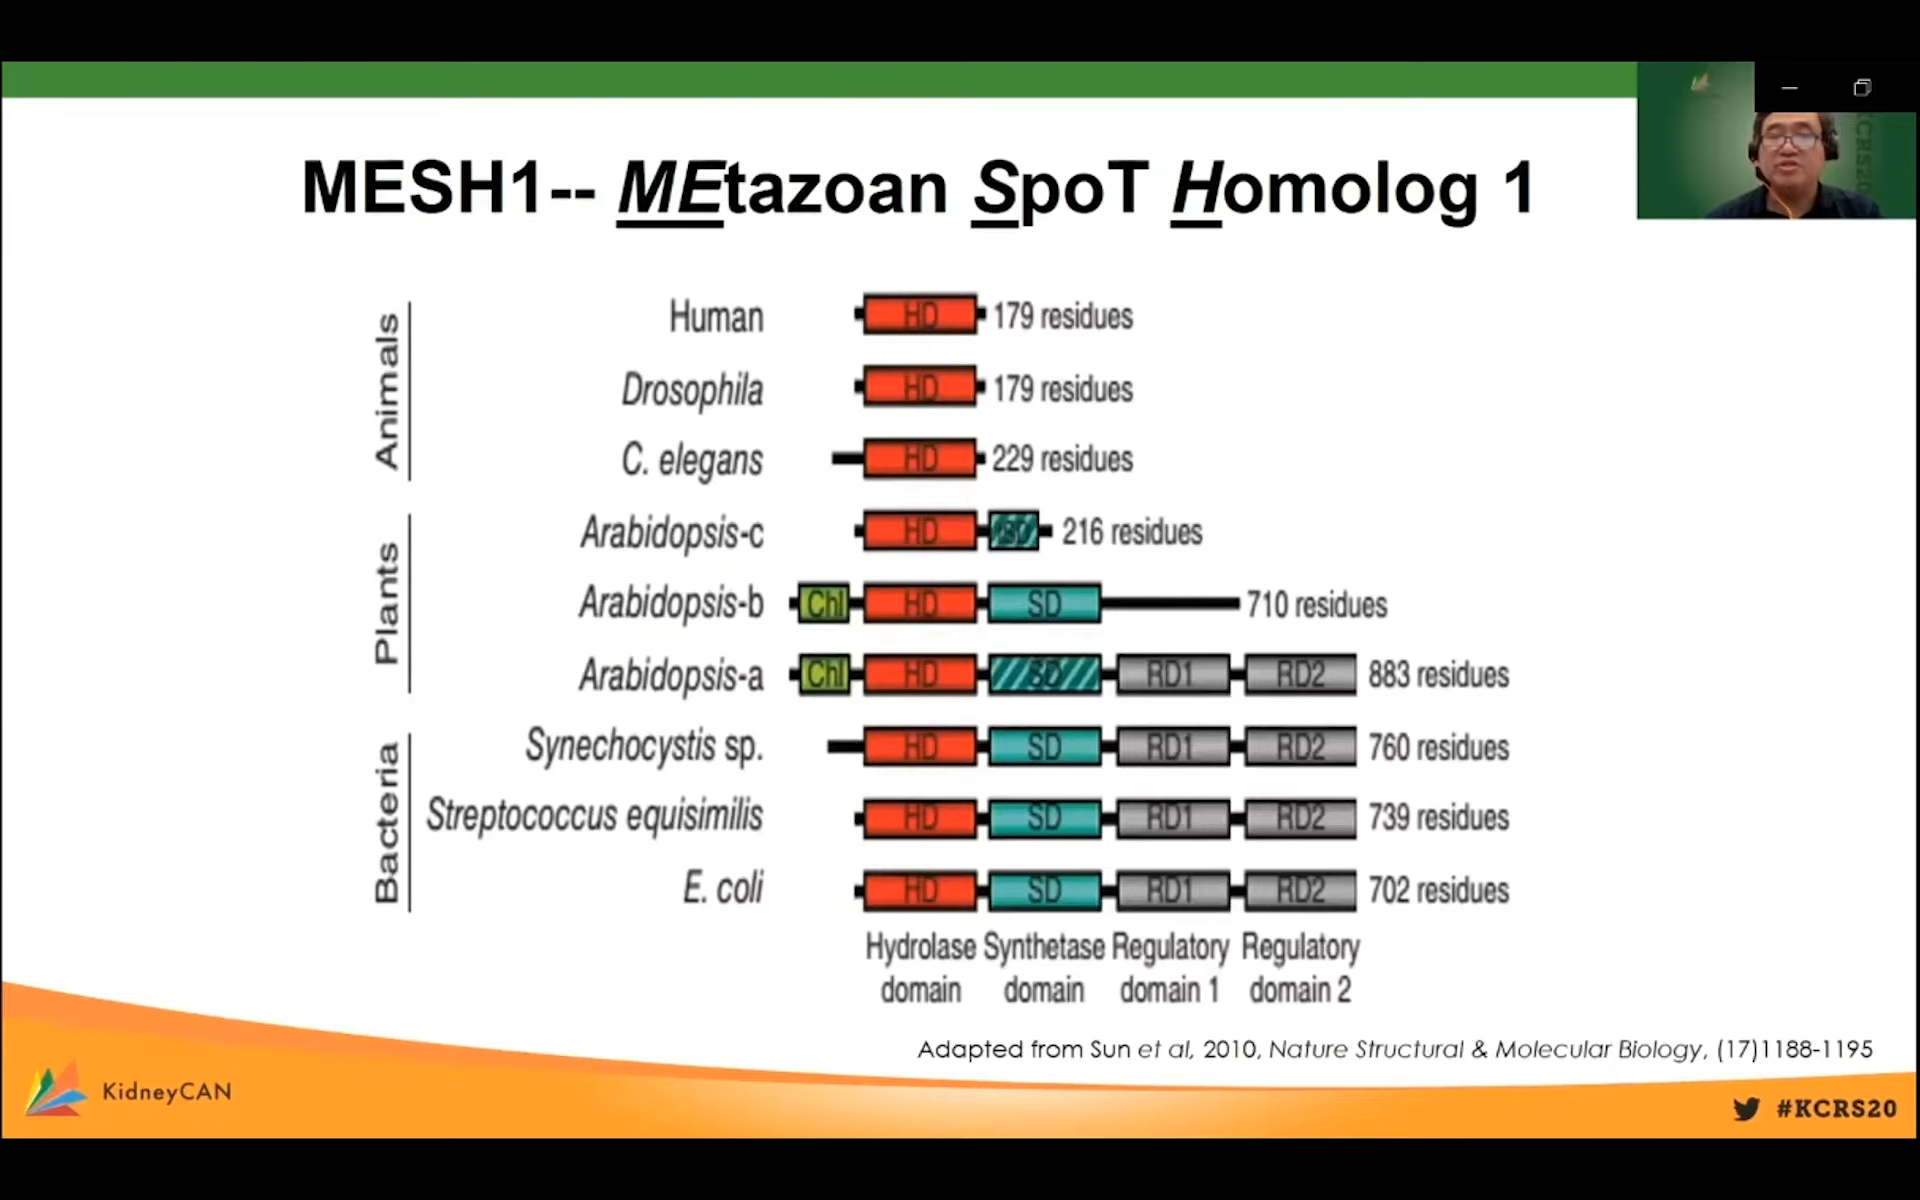 MESH1-- MEtazoan SpoT Homolog 1
KCRS20
Animals
Human HD 179 residues
Drosophila HD 179 residues
C. elegans HD 229 residues
Plants
Arabidopsis-c HD 216 residues
Arabidopsis-b Chl HD SD 710 residues
Arabidopsis-a Chl HD SD RD1 RD2 883 residues
Bacteria
Synechocystis sp. HD SD RD1 RD2 760 residues
Streptococcus equisimilis HD SD RD1 RD2 739 residues
E. coli HD SD RD1 RD2 702 residues
Hydrolase domain
Synthetase domain
Regulatory domain 1
Regulatory domain 2
Adapted from Sun et al, 2010, Nature Structural & Molecular Biology, (17)1188-1195
KidneyCAN
#KCRS20